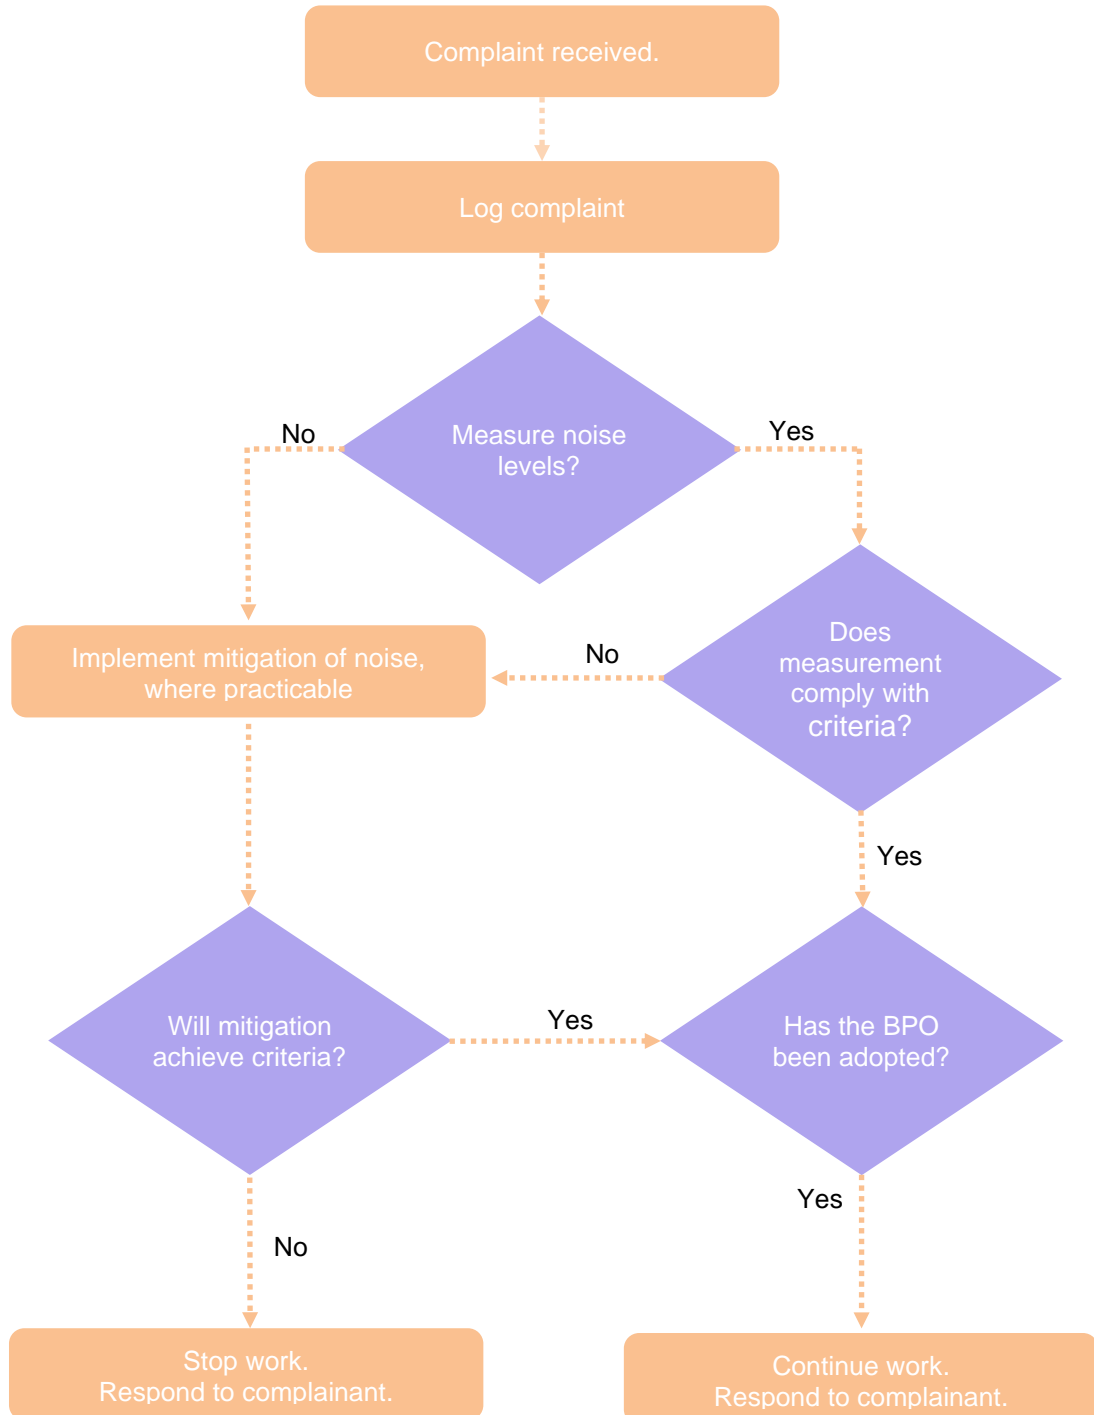 Complaint received.
Log complaint
Measure noise
levels?
No
Yes
Implement mitigation of noise,
where practicable
No
Does
measurement
comply with
criteria?
Yes
Will mitigation
achieve criteria?
Yes
Has the BPO
been adopted?
No
Yes
Stop work.
Respond to complainant.
Continue work.
Respond to complainant.